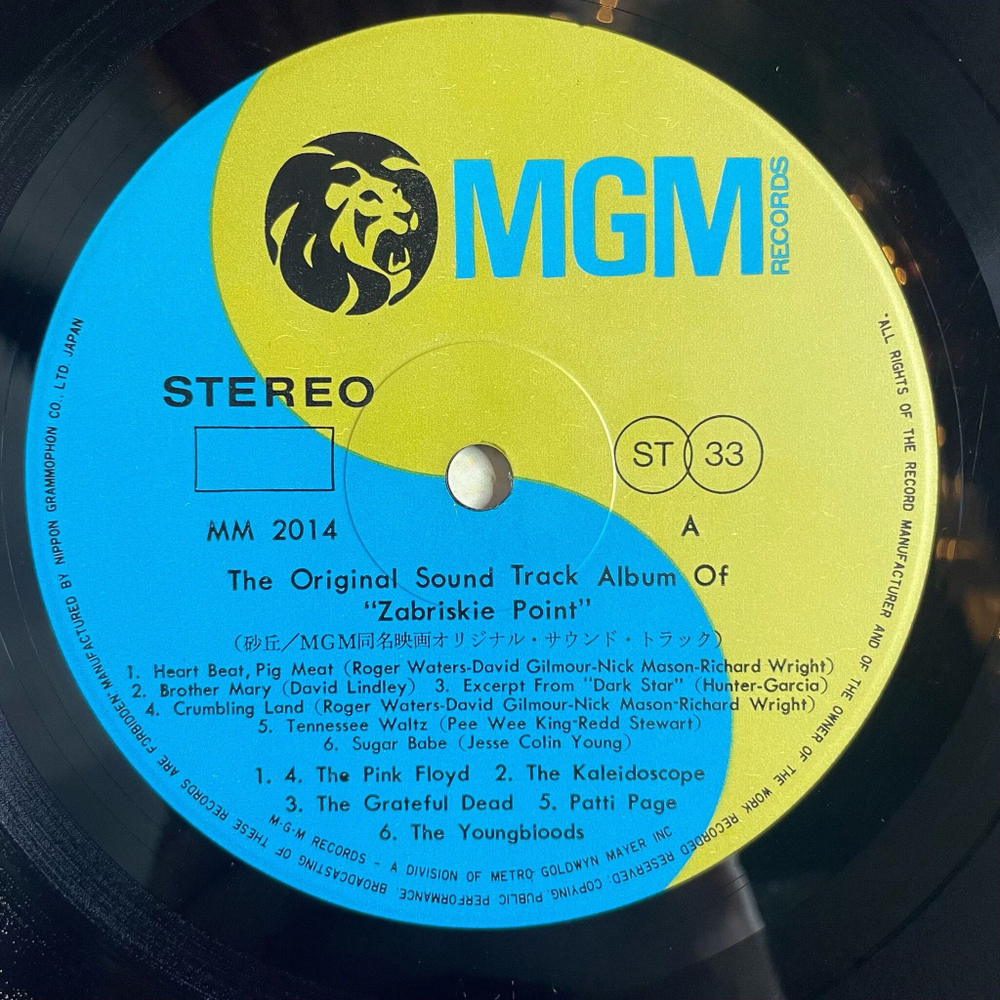 MGM
RECORDS
STEREO
ST 33
MM 2014
A
The Original Sound Track Album Of
"Zabriskie Point"
(砂丘/MGM同名映画オリジナル・サウンド・トラック)
1. Heart Beat, Pig Meat (Roger Waters-David Gilmour-Nick Mason-Richard Wright)
2. Brother Mary (David Lindley) 3. Excerpt From "Dark Star" (Hunter-Garcia)
4. Crumbling Land (Roger Waters-David Gilmour-Nick Mason-Richard Wright)
5. Tennessee Waltz (Pee Wee King-Redd Stewart)
6. Sugar Babe (Jesse Colin Young)
1. 4. The Pink Floyd 2. The Kaleidoscope
3. The Grateful Dead 5. Patti Page
6. The Youngbloods
M·G·M RECORDS - A DIVISION OF METRO GOLDWYN MAYER INC
"ALL RIGHTS OF THE RECORD MANUFACTURER AND OF THE OWNER OF THE WORK RECORDED RESERVED. COPYING, PUBLIC PERFORMANCE, BROADCASTING OF THESE RECORDS ARE FORBIDDEN" MANUFACTURED BY NIPPON GRAMMOPHON CO., LTD. JAPAN